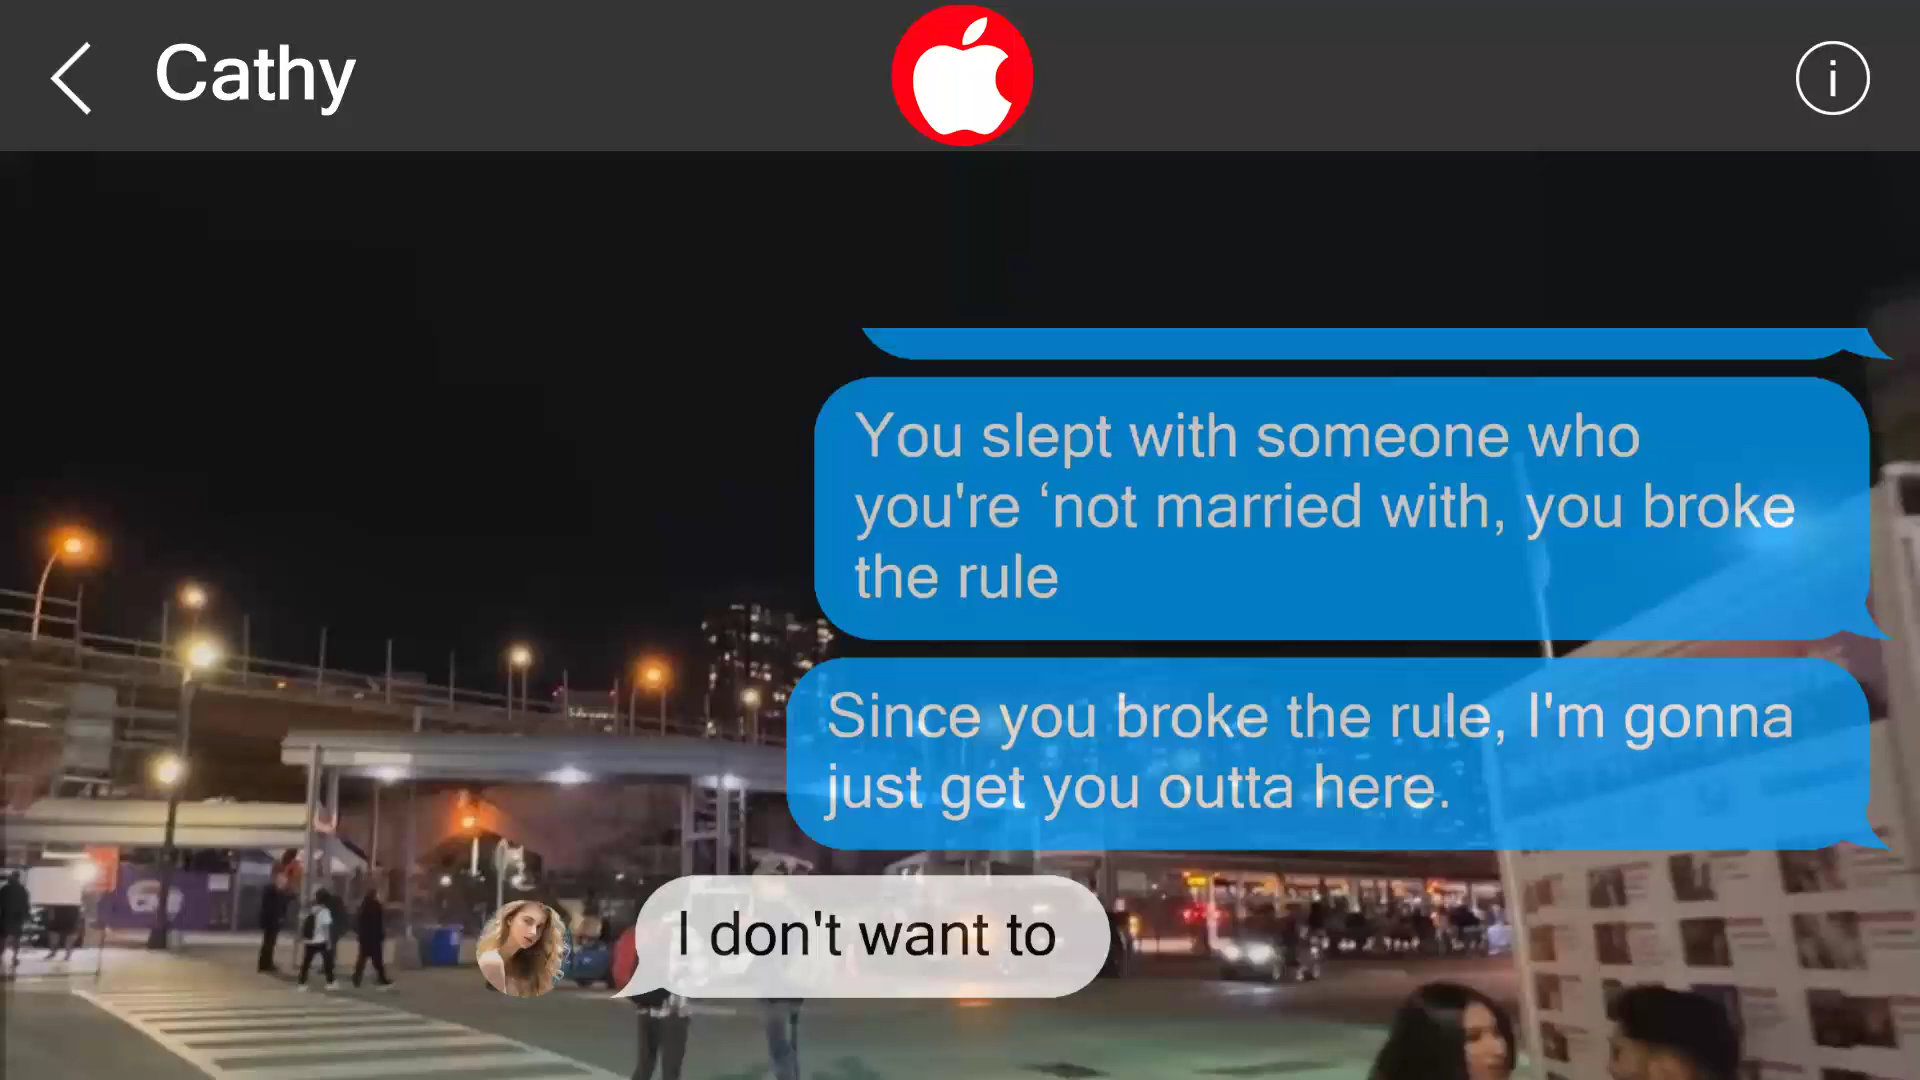 Cathy
i
You slept with someone who
you're ‘not married with, you broke
the rule
Since you broke the rule, I'm gonna
just get you outta here.
I don't want to